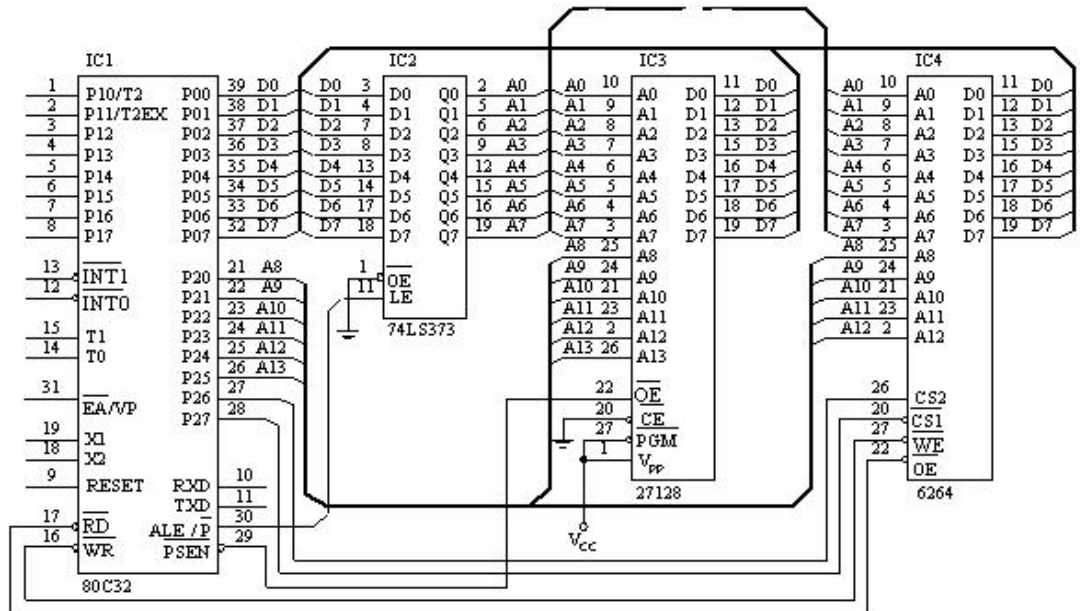 IC1
1 P10/T2
2 P11/T2EX
3 P12
4 P13
5 P14
6 P15
7 P16
8 P17
13 INT1
12 INT0
15 T1
14 T0
31 EA/VP
19 X1
18 X2
9 RESET
17 RD
16 WR
P00 39 D0
P01 38 D1
P02 37 D2
P03 36 D3
P04 35 D4
P05 34 D5
P06 33 D6
P07 32 D7
P20 21 A8
P21 22 A9
P22 23 A10
P23 24 A11
P24 25 A12
P25 26 A13
P26 27
P27 28
RXD 10
TXD 11
ALE/P 30
PSEN 29
80C32
IC2
D0 3 D0
D1 4 D1
D2 7 D2
D3 8 D3
D4 13 D4
D5 14 D5
D6 17 D6
D7 18 D7
1 OE
11 LE
Q0 2 A0
Q1 5 A1
Q2 6 A2
Q3 9 A3
Q4 12 A4
Q5 15 A5
Q6 16 A6
Q7 19 A7
74LS373
IC3
A0 10 A0
A1 9 A1
A2 8 A2
A3 7 A3
A4 6 A4
A5 5 A5
A6 4 A6
A7 3 A7
A8 25 A8
A9 24 A9
A10 21 A10
A11 23 A11
A12 2 A12
A13 26 A13
22 OE
20 CE
27 PGM
1 Vpp
D0 11 D0
D1 12 D1
D2 13 D2
D3 15 D3
D4 16 D4
D5 17 D5
D6 18 D6
D7 19 D7
27128
Vcc
IC4
A0 10 A0
A1 9 A1
A2 8 A2
A3 7 A3
A4 6 A4
A5 5 A5
A6 4 A6
A7 3 A7
A8 25 A8
A9 24 A9
A10 21 A10
A11 23 A11
A12 2 A12
26 CS2
20 CS1
27 WE
22 OE
D0 11 D0
D1 12 D1
D2 13 D2
D3 15 D3
D4 16 D4
D5 17 D5
D6 18 D6
D7 19 D7
6264